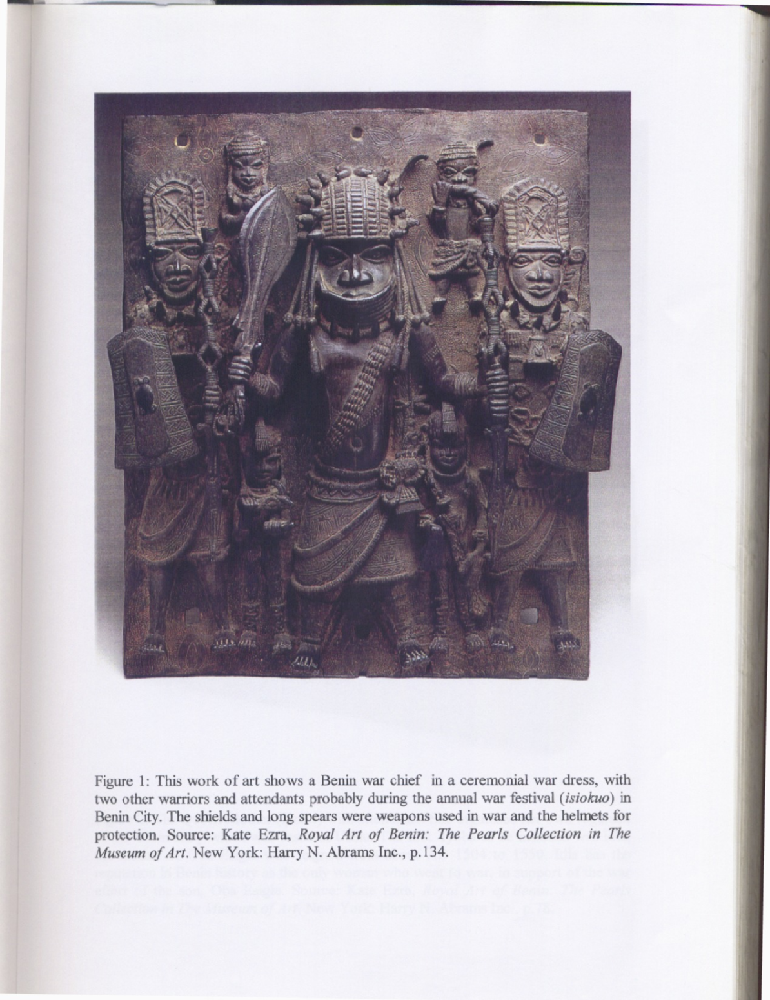 Figure 1: This work of art shows a Benin war chief in a ceremonial war dress, with
two other warriors and attendants probably during the annual war festival (isiokuo) in
Benin City. The shields and long spears were weapons used in war and the helmets for
protection. Source: Kate Ezra, Royal Art of Benin: The Pearls Collection in The
Museum of Art. New York: Harry N. Abrams Inc., p.134.